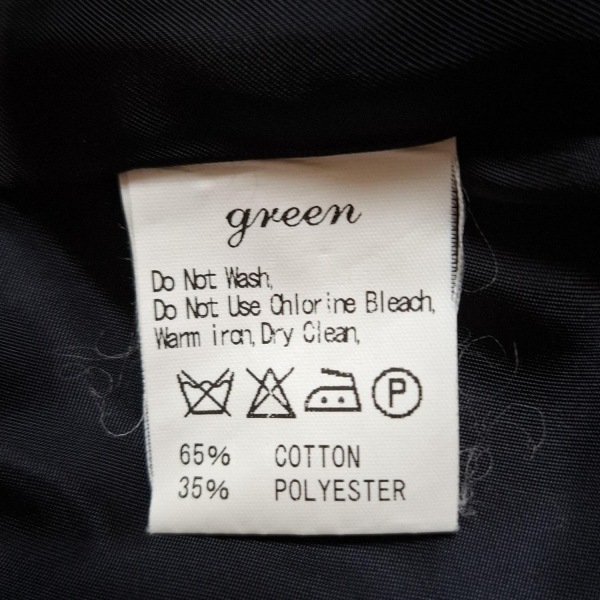 green
Do Not Wash,
Do Not Use Chlorine Bleach,
Warm iron, Dry Clean,
P
65% COTTON
35% POLYESTER